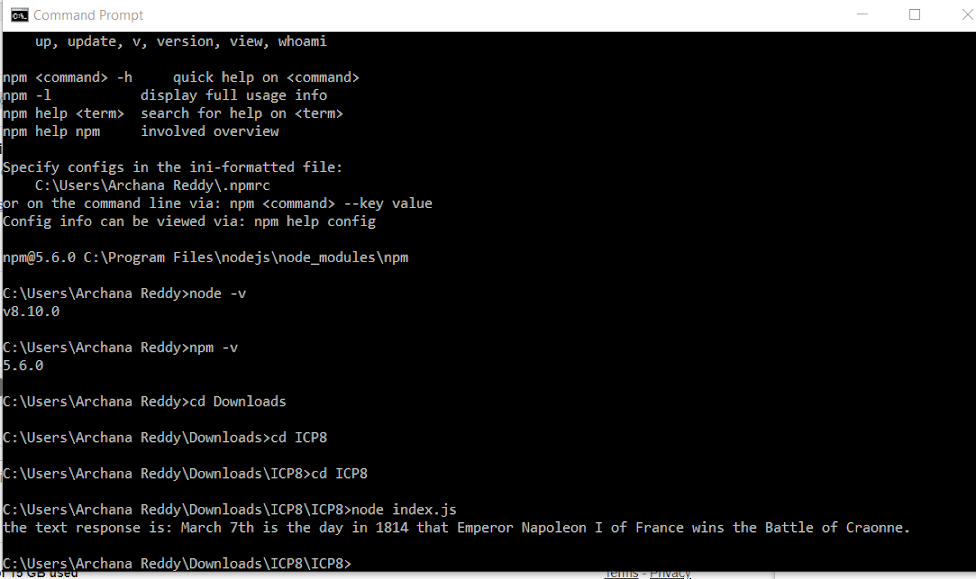 Command Prompt
up, update, v, version, view, whoami
npm <command> -h     quick help on <command>
npm -l           display full usage info
npm help <term>  search for help on <term>
npm help npm     involved overview
Specify configs in the ini-formatted file:
    C:\Users\Archana Reddy\.npmrc
or on the command line via: npm <command> --key value
Config info can be viewed via: npm help config
npm@5.6.0 C:\Program Files\nodejs\node_modules\npm
C:\Users\Archana Reddy>node -v
v8.10.0
C:\Users\Archana Reddy>npm -v
5.6.0
C:\Users\Archana Reddy>cd Downloads
C:\Users\Archana Reddy\Downloads>cd ICP8
C:\Users\Archana Reddy\Downloads\ICP8>cd ICP8
C:\Users\Archana Reddy\Downloads\ICP8\ICP8>node index.js
the text response is: March 7th is the day in 1814 that Emperor Napoleon I of France wins the Battle of Craonne.
C:\Users\Archana Reddy\Downloads\ICP8\ICP8>
15 GB used
Terms - Privacy